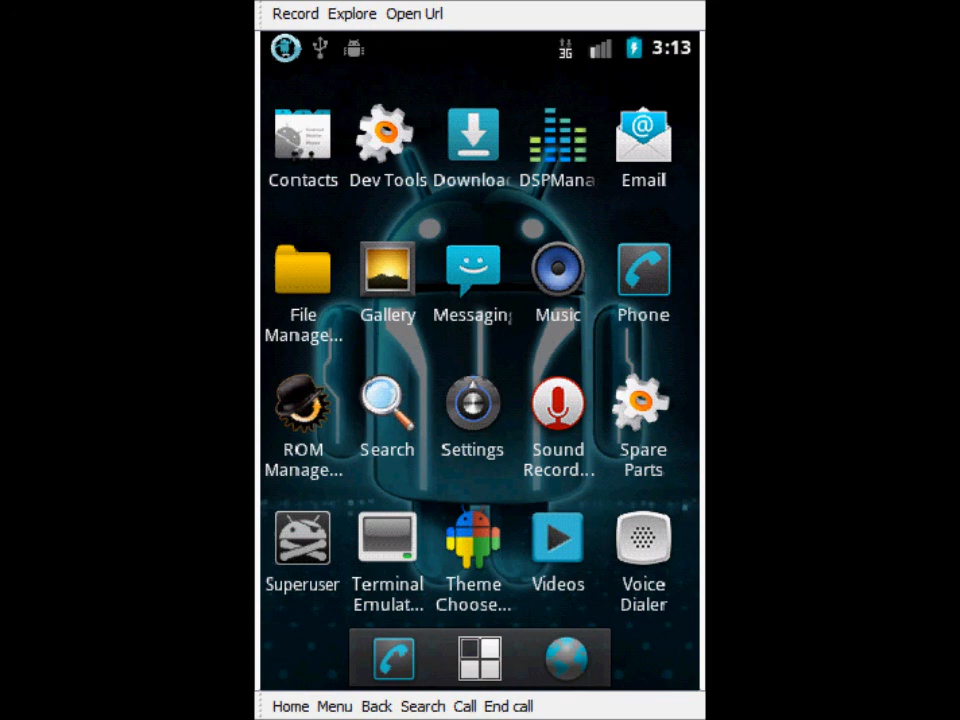 Record Explore Open Url
3G 3:13
Contacts Dev Tools Downloa DSPMana Email
@
File Manage... Gallery Messaging Music Phone
ROM Manage... Search Settings Sound Record... Spare Parts
Superuser Terminal Emulat... Theme Choose... Videos Voice Dialer
Home Menu Back Search Call End call